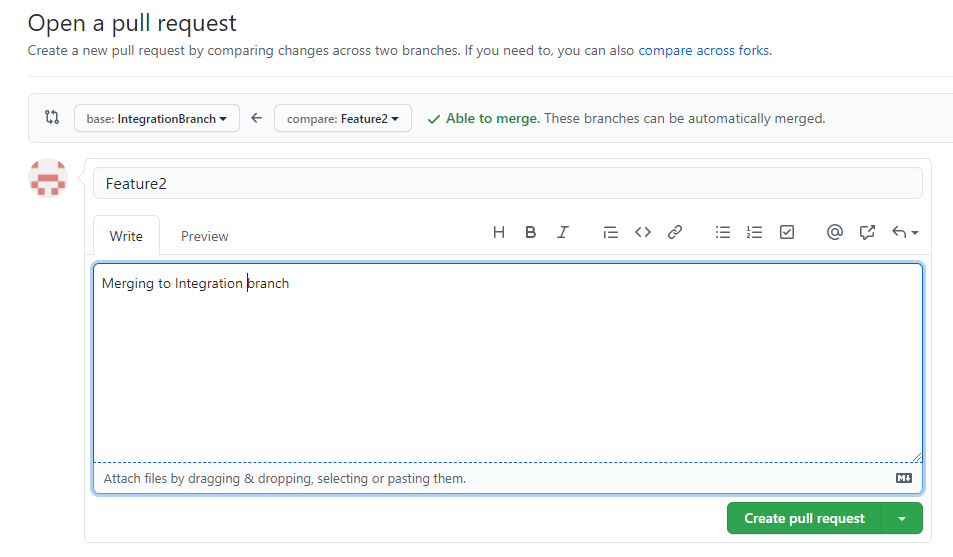 Open a pull request
Create a new pull request by comparing changes across two branches. If you need to, you can also compare across forks.
base: IntegrationBranch compare: Feature2 Able to merge. These branches can be automatically merged.
Feature2
Write Preview H B I @
Merging to Integration branch
Attach files by dragging & dropping, selecting or pasting them.
Create pull request